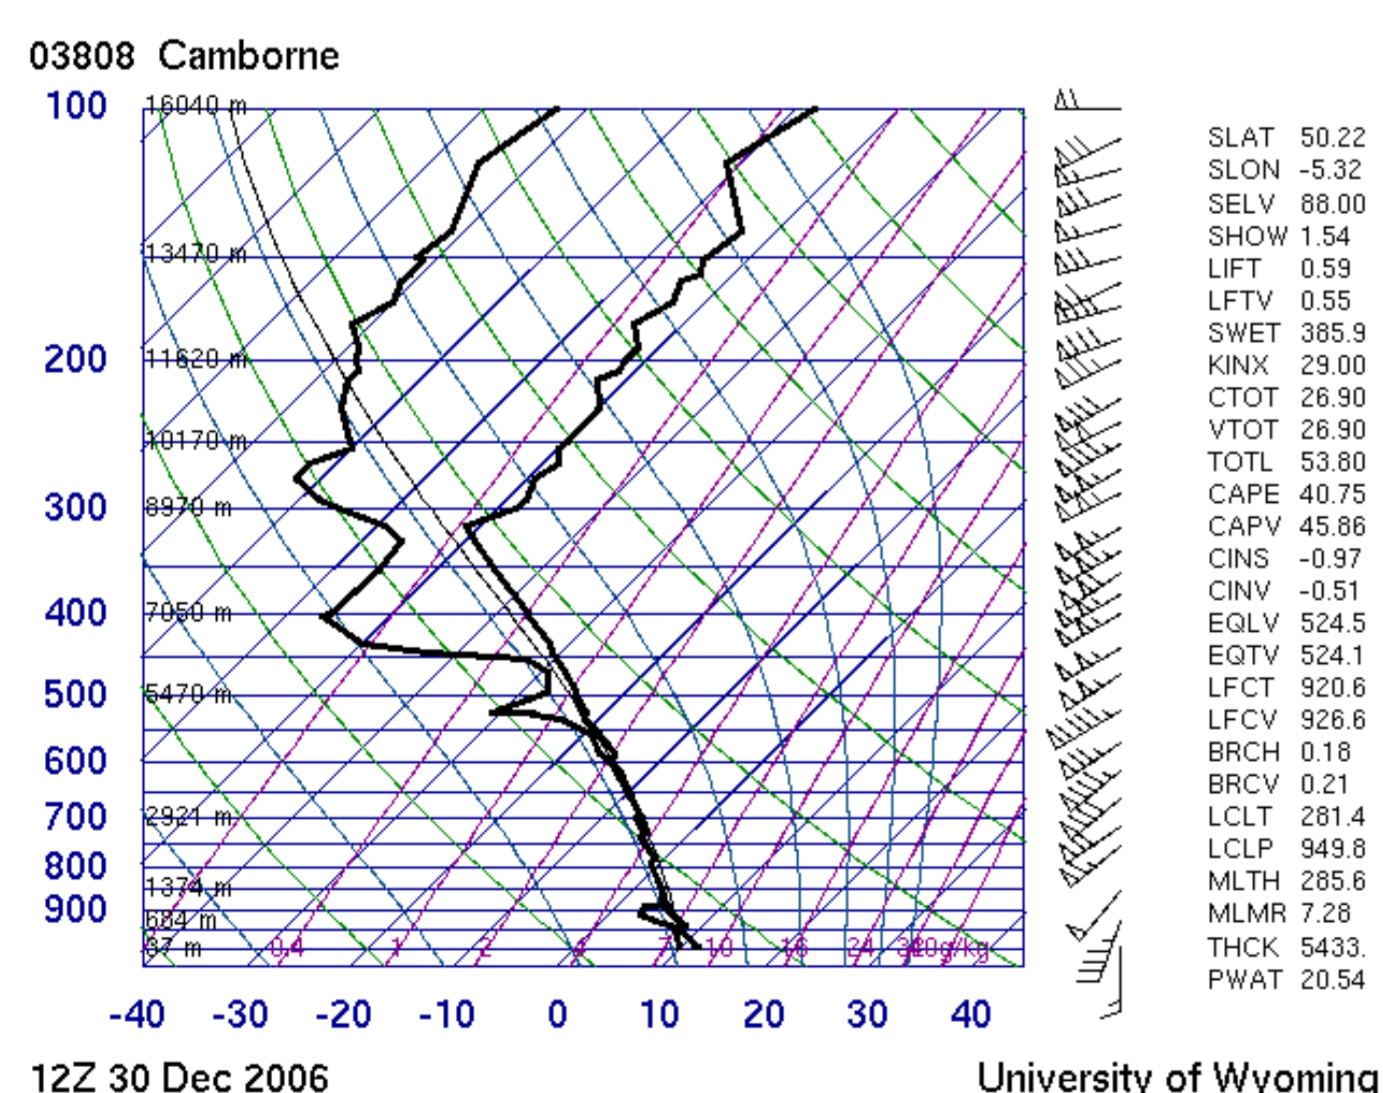 03808 Camborne
100 16040 m
13470 m
200 11620 m
10170 m
300 8970 m
400 7050 m
500 5470 m
600
700 2921 m
800
1374 m
900
684 m
37 m 0.4 1 2 4 7 10 16 24 32 40g/kg
-40 -30 -20 -10 0 10 20 30 40
12Z 30 Dec 2006 University of Wyoming
SLAT 50.22
SLON -5.32
SELV 88.00
SHOW 1.54
LIFT 0.59
LFTV 0.55
SWET 385.9
KINX 29.00
CTOT 26.90
VTOT 26.90
TOTL 53.80
CAPE 40.75
CAPV 45.86
CINS -0.97
CINV -0.51
EQLV 524.5
EQTV 524.1
LFCT 920.6
LFCV 926.6
BRCH 0.18
BRCV 0.21
LCLT 281.4
LCLP 949.8
MLTH 285.6
MLMR 7.28
THCK 5433.
PWAT 20.54